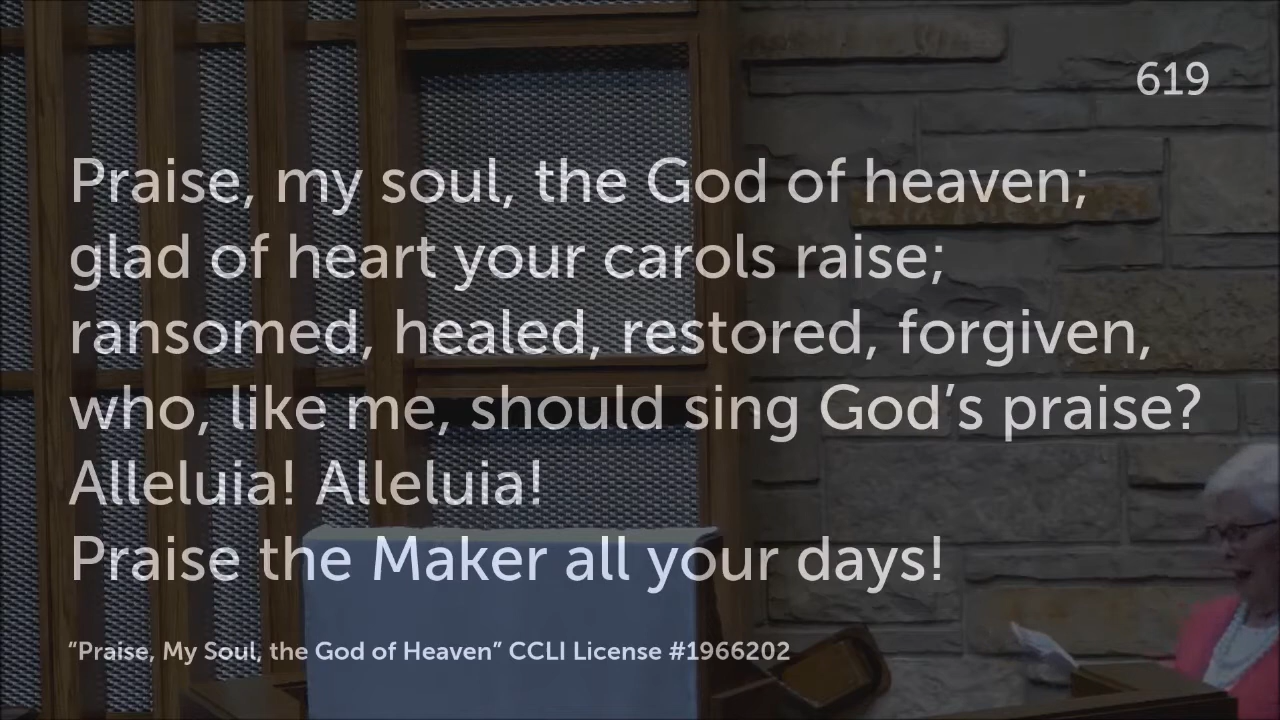 619
Praise, my soul, the God of heaven;
glad of heart your carols raise;
ransomed, healed, restored, forgiven,
who, like me, should sing God’s praise?
Alleluia! Alleluia!
Praise the Maker all your days!
“Praise, My Soul, the God of Heaven” CCLI License #1966202